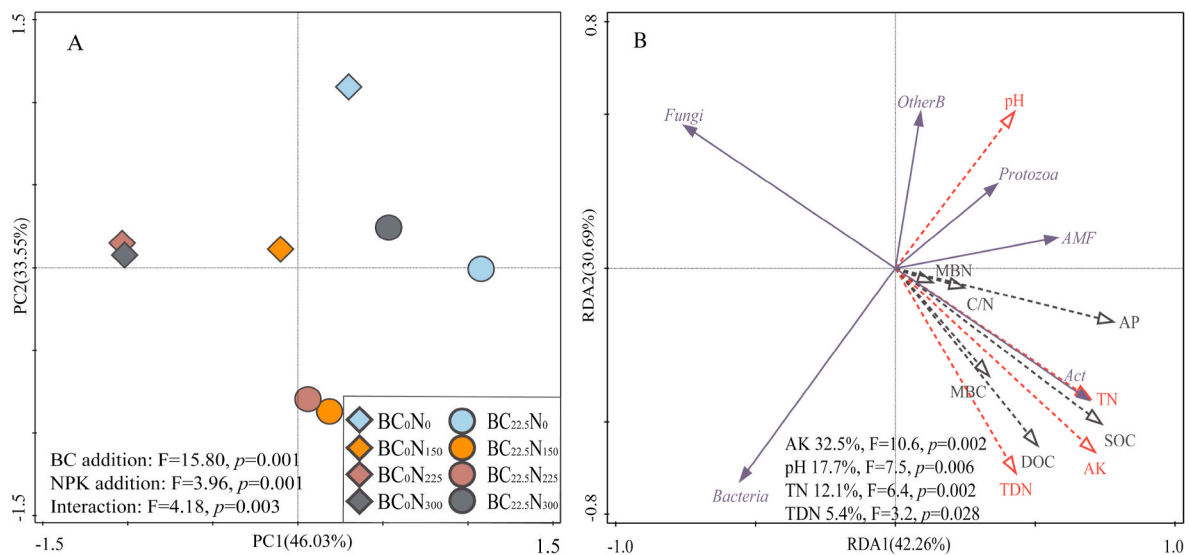 1.5
A
PC2(33.55%)
BC addition: F=15.80, p=0.001
NPK addition: F=3.96, p=0.001
Interaction: F=4.18, p=0.003
BC₀N₀
BC₂₂.₅N₀
BC₀N₁₅₀
BC₂₂.₅N₁₅₀
BC₀N₂₂₅
BC₂₂.₅N₂₂₅
BC₀N₃₀₀
BC₂₂.₅N₃₀₀
-1.5
-1.5
PC1(46.03%)
1.5
0.8
B
RDA2(30.69%)
Fungi
OtherB
pH
Protozoa
AMF
MBN
C/N
AP
Act
MBC
TN
SOC
DOC
AK
TDN
Bacteria
AK 32.5%, F=10.6, p=0.002
pH 17.7%, F=7.5, p=0.006
TN 12.1%, F=6.4, p=0.002
TDN 5.4%, F=3.2, p=0.028
-0.8
-1.0
RDA1(42.26%)
1.0